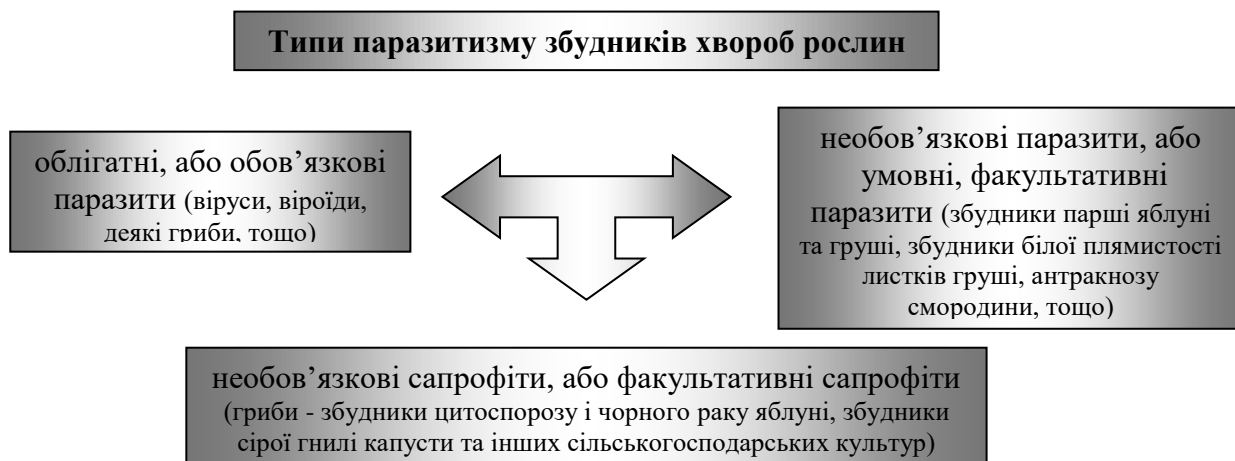 Типи паразитизму збудників хвороб рослин
облігатні, або обов’язкові
паразити (віруси, віроїди,
деякі гриби, тощо)
необов’язкові паразити, або
умовні, факультативні
паразити (збудники парші яблуні
та груші, збудники білої плямистості
листків груші, антракнозу
смородини, тощо)
необов’язкові сапрофіти, або факультативні сапрофіти
(гриби - збудники цитоспорозу і чорного раку яблуні, збудники
сірої гнилі капусти та інших сільськогосподарських культур)